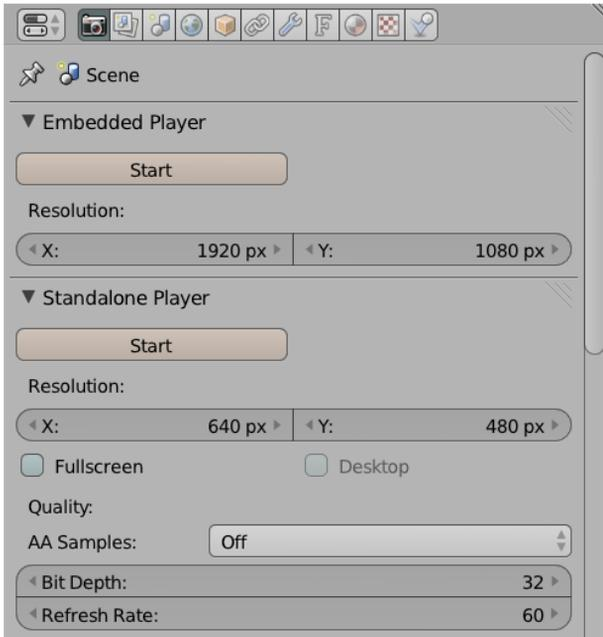 Scene
Embedded Player
Start
Resolution:
X: 1920 px Y: 1080 px
Standalone Player
Start
Resolution:
X: 640 px Y: 480 px
Fullscreen Desktop
Quality:
AA Samples: Off
Bit Depth: 32
Refresh Rate: 60